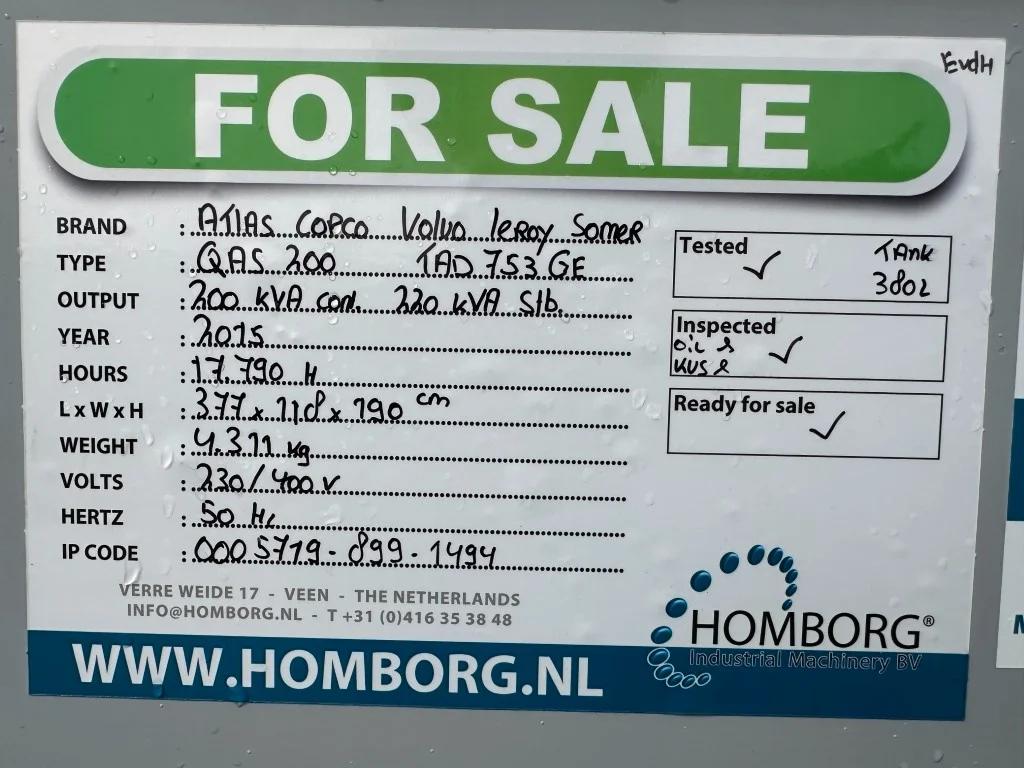 EvdH
FOR SALE
BRAND : ATLAS COPCO Volvo leRoy SomeR
TYPE : QAS 200 TAD 753 GE
OUTPUT : 200 kVA con. 220 kVA Stb.
YEAR : 2015
HOURS : 17.790 H
L x W x H : 377 x 118 x 190 cm
WEIGHT : 4.311 kg
VOLTS : 230/400 V
HERTZ : 50 Hz
IP CODE : 0005719-899-1494
Tested ✓ TANK
380L
Inspected ✓
OiL
KVS
Ready for sale ✓
VERRE WEIDE 17 - VEEN - THE NETHERLANDS
INFO@HOMBORG.NL - T +31 (0)416 35 38 48
HOMBORG®
Industrial Machinery BV
WWW.HOMBORG.NL